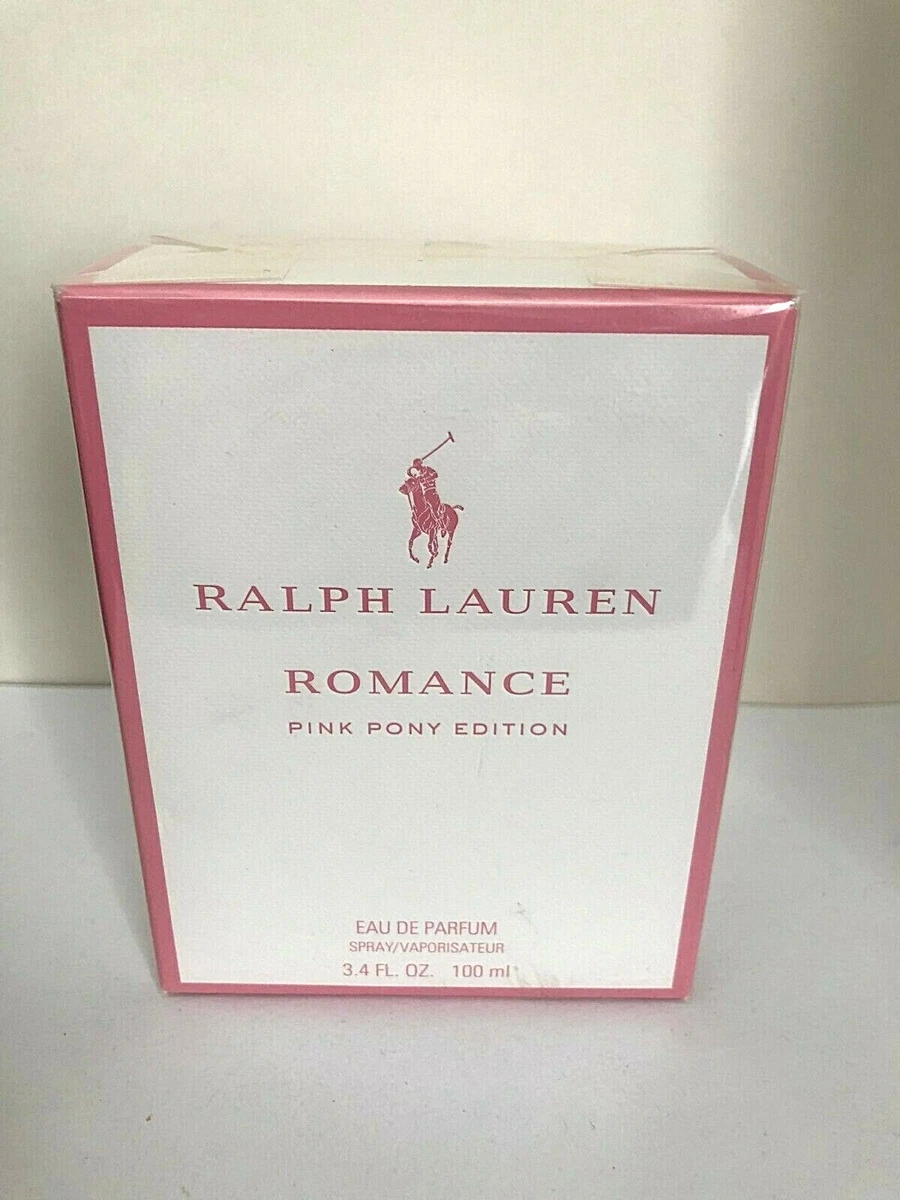 RALPH LAUREN
ROMANCE
PINK PONY EDITION
EAU DE PARFUM
SPRAY/VAPORISATEUR
3.4 FL. OZ. 100 ml